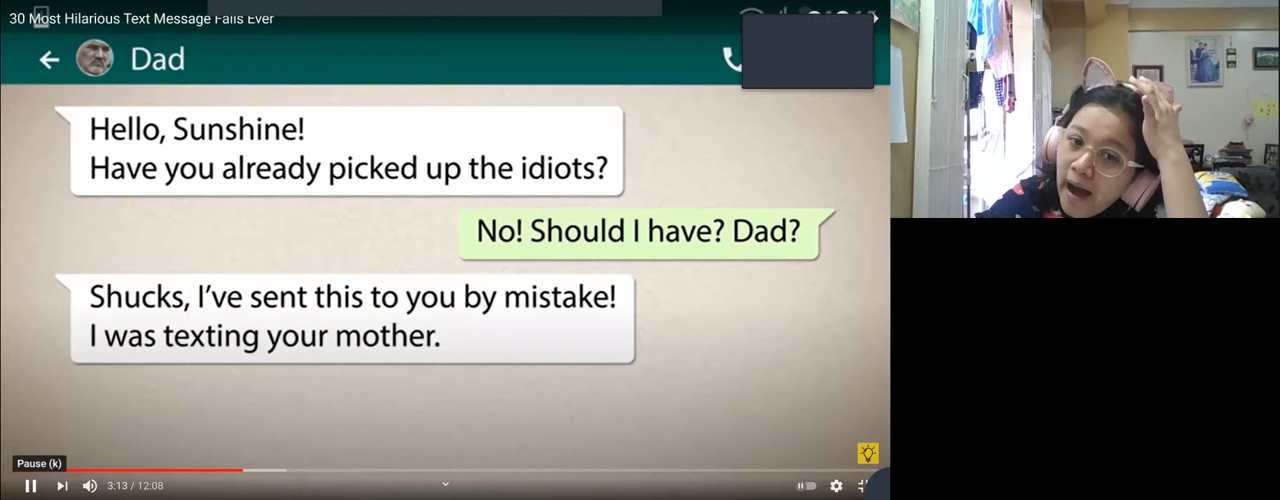 30 Most Hilarious Text Message Fails Ever
Dad
Hello, Sunshine!
Have you already picked up the idiots?
No! Should I have? Dad?
Shucks, I've sent this to you by mistake!
I was texting your mother.
Pause (k)
3:13 / 12:08